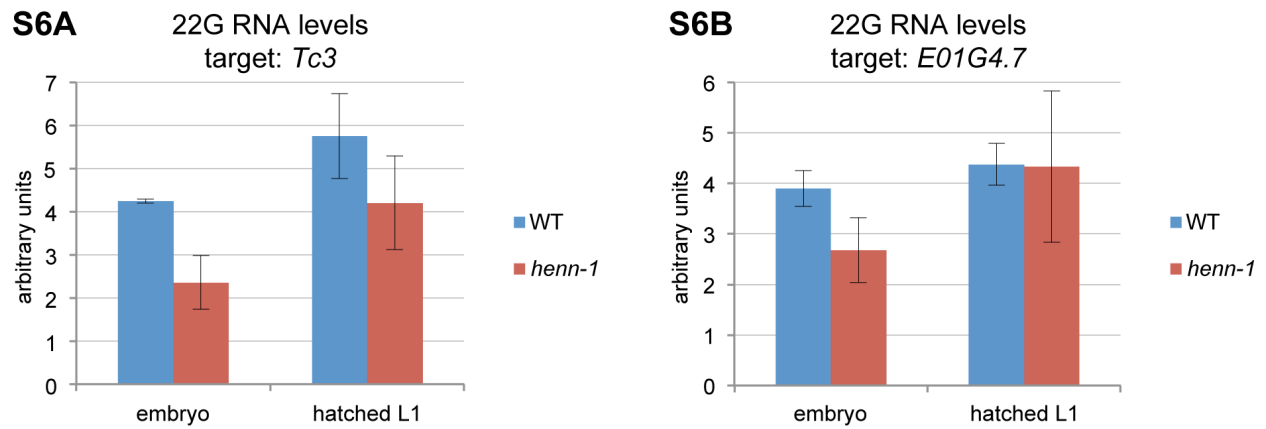 S6A
22G RNA levels
target: Tc3
arbitrary units
7
6
5
4
3
2
1
0
embryo
hatched L1
WT
henn-1
S6B
22G RNA levels
target: E01G4.7
arbitrary units
6
5
4
3
2
1
0
embryo
hatched L1
WT
henn-1